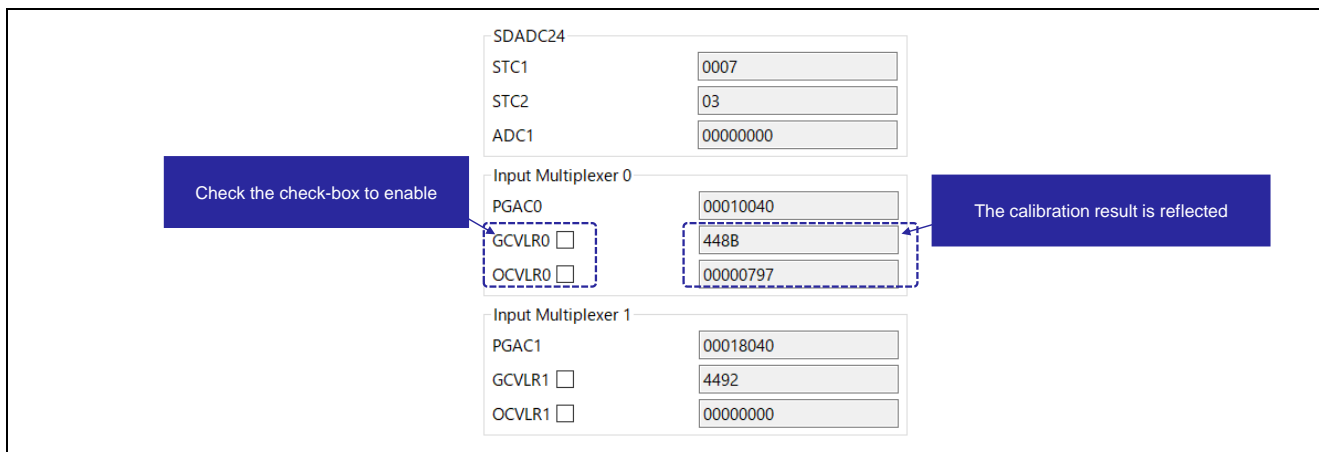 SDADC24
STC1 0007
STC2 03
ADC1 00000000
Check the check-box to enable
Input Multiplexer 0
PGAC0 00010040
GCVLR0 448B
OCVLR0 00000797
The calibration result is reflected
Input Multiplexer 1
PGAC1 00018040
GCVLR1 4492
OCVLR1 00000000